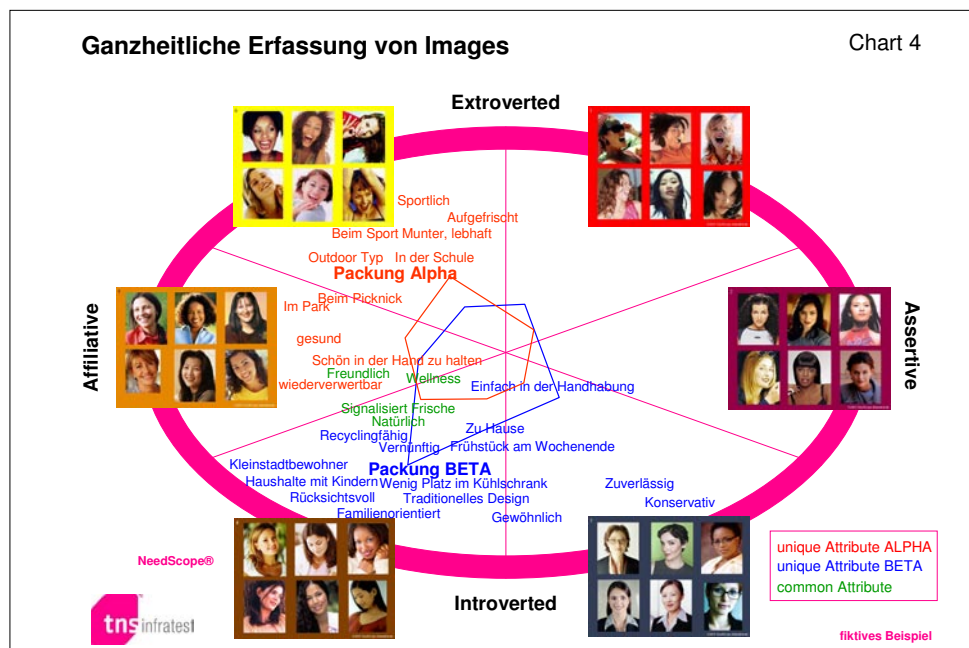 Ganzheitliche Erfassung von Images
Chart 4
Extroverted
Sportlich
Aufgefrischt
Beim Sport Munter, lebhaft
Outdoor Typ
In der Schule
Packung Alpha
Beim Picknick
Im Park
gesund
Schön in der Hand zu halten
Freundlich
Wellness
wiederverwertbar
Einfach in der Handhabung
Affiliative
Assertive
Signalisiert Frische
Natürlich
Recyclingfähig
Zu Hause
Vernünftig
Frühstück am Wochenende
Kleinstadtbewohner
Packung BETA
Haushalte mit Kindern
Wenig Platz im Kühlschrank
Zuverlässig
Rücksichtsvoll
Traditionelles Design
Konservativ
Familienorientiert
Gewöhnlich
NeedScope®
unique Attribute ALPHA
unique Attribute BETA
common Attribute
Introverted
tns infratest
fiktives Beispiel